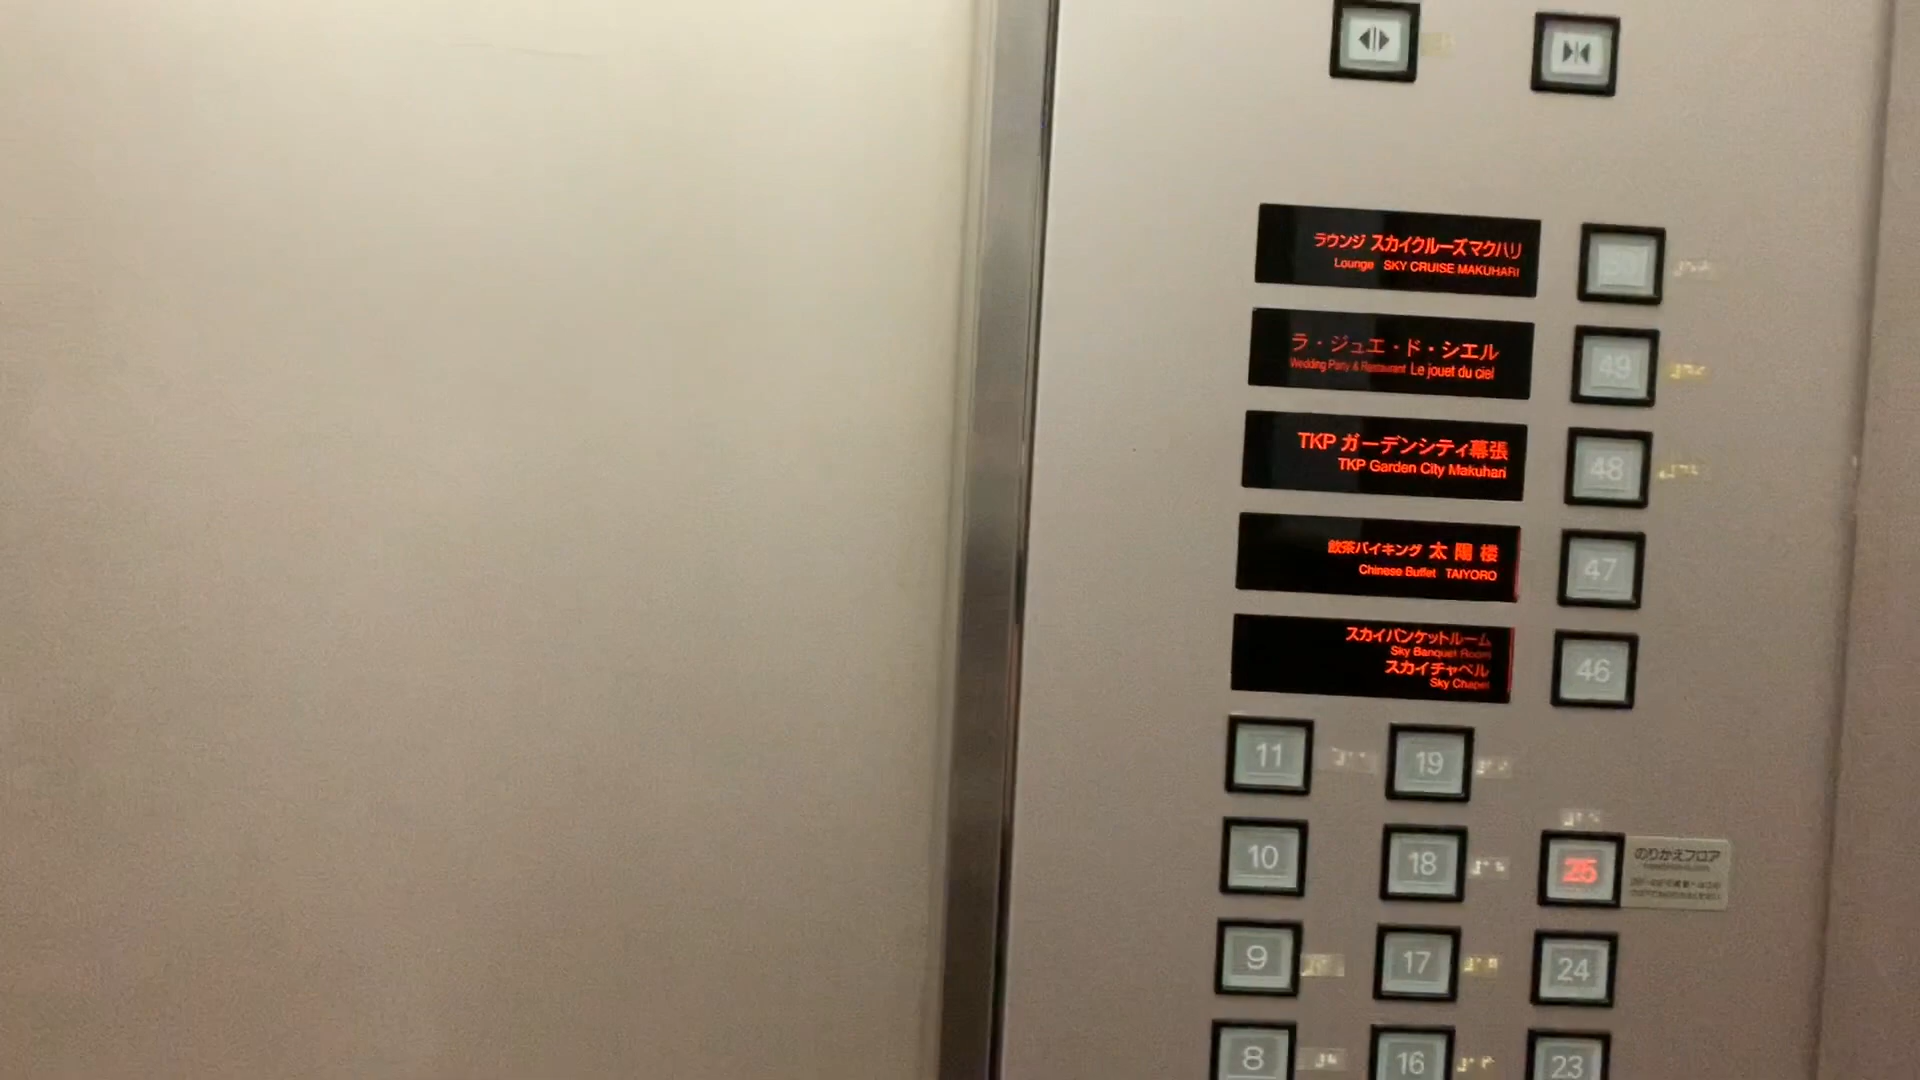 ラウンジ スカイクルーズマクハリ
Lounge SKY CRUISE MAKUHARI
ラ・ジュエ・ド・シエル
Wedding Party & Restaurant Le jouet du ciel
49
TKP ガーデンシティ幕張
TKP Garden City Makuhari
48
飲茶バイキング 太陽楼
Chinese Buffet TAIYORO
47
スカイバンケットルーム
Sky Banquet Room
スカイチャペル
Sky Chapel
46
11
19
10
18
25
のりかえフロア
9
17
24
8
16
23